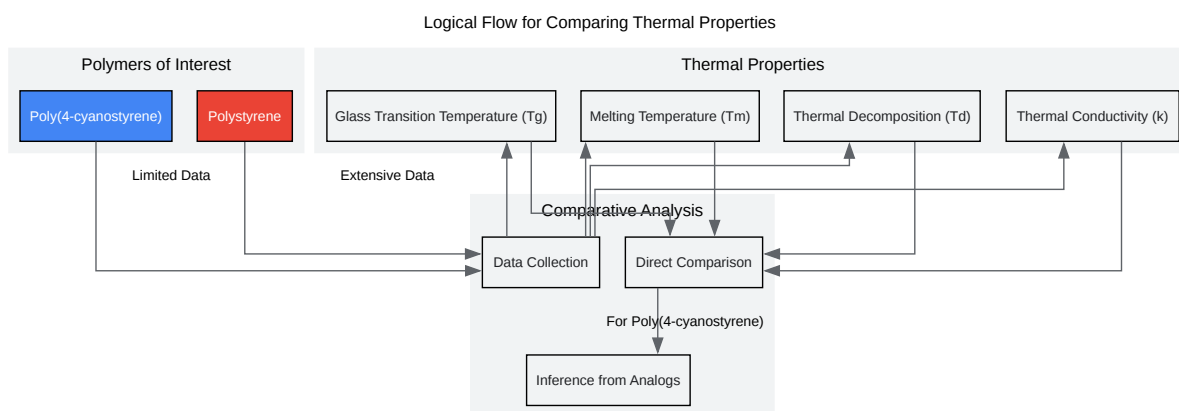 Logical Flow for Comparing Thermal Properties
Polymers of Interest
Thermal Properties
Poly(4-cyanostyrene)
Polystyrene
Glass Transition Temperature (Tg)
Melting Temperature (Tm)
Thermal Decomposition (Td)
Thermal Conductivity (k)
Limited Data
Extensive Data
Comparative Analysis
Data Collection
Direct Comparison
For Poly(4-cyanostyrene)
Inference from Analogs